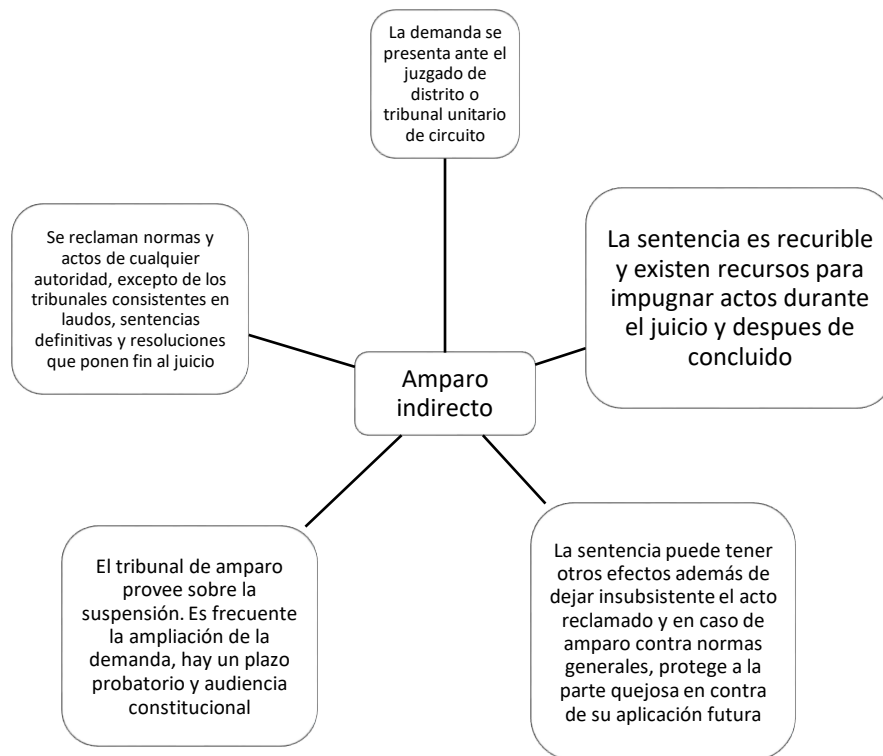 La demanda se
presenta ante el
juzgado de
distrito o
tribunal unitario
de circuito
Se reclaman normas y
actos de cualquier
autoridad, excepto de los
tribunales consistentes en
laudos, sentencias
definitivas y resoluciones
que ponen fin al juicio
La sentencia es recurible
y existen recursos para
impugnar actos durante
el juicio y despues de
concluido
Amparo
indirecto
El tribunal de amparo
provee sobre la
suspensión. Es frecuente
la ampliación de la
demanda, hay un plazo
probatorio y audiencia
constitucional
La sentencia puede tener
otros efectos además de
dejar insubsistente el acto
reclamado y en caso de
amparo contra normas
generales, protege a la
parte quejosa en contra
de su aplicación futura